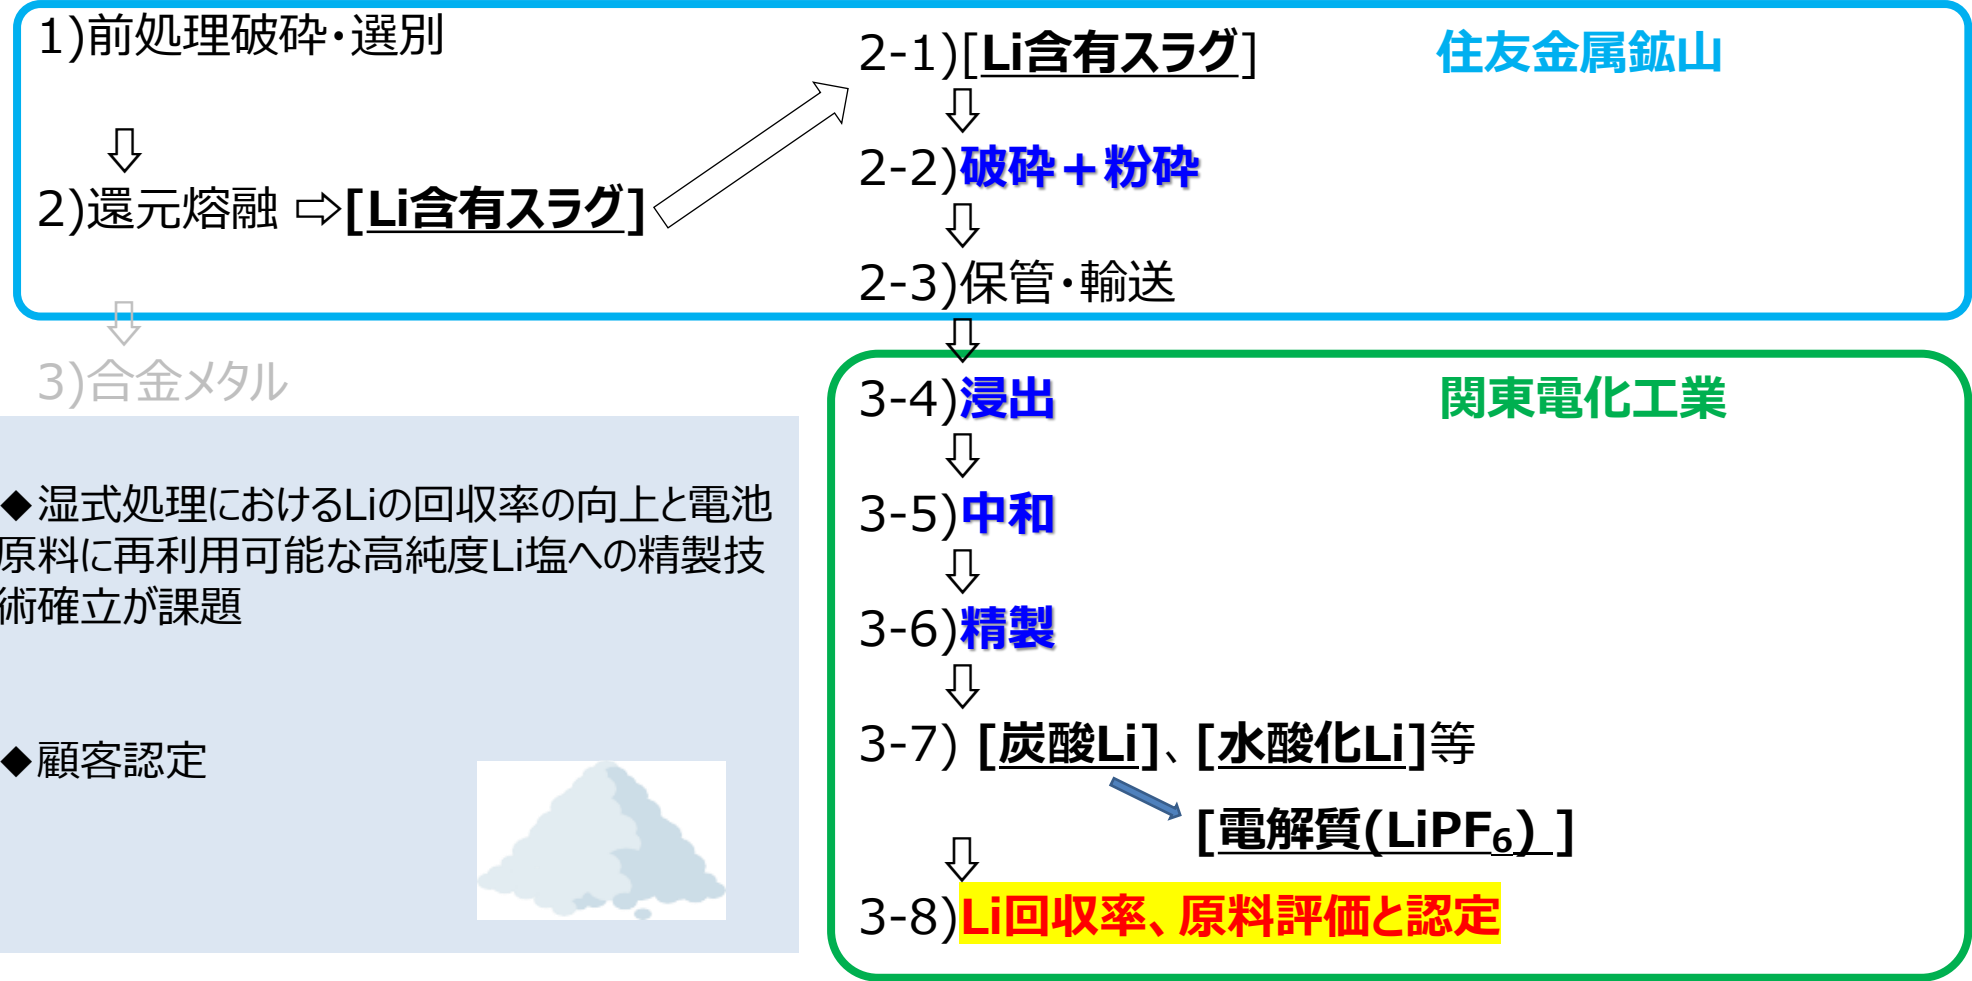 1)前処理破砕・選別
2)還元熔融 ⇨[Li含有スラグ]
3)合金メタル
◆湿式処理におけるLiの回収率の向上と電池
原料に再利用可能な高純度Li塩への精製技
術確立が課題
◆顧客認定
2-1)[Li含有スラグ]
住友金属鉱山
2-2)破砕＋粉砕
2-3)保管・輸送
3-4)浸出
関東電化工業
3-5)中和
3-6)精製
3-7) [炭酸Li]、[水酸化Li]等
[電解質(LiPF₆) ]
3-8)Li回収率、原料評価と認定